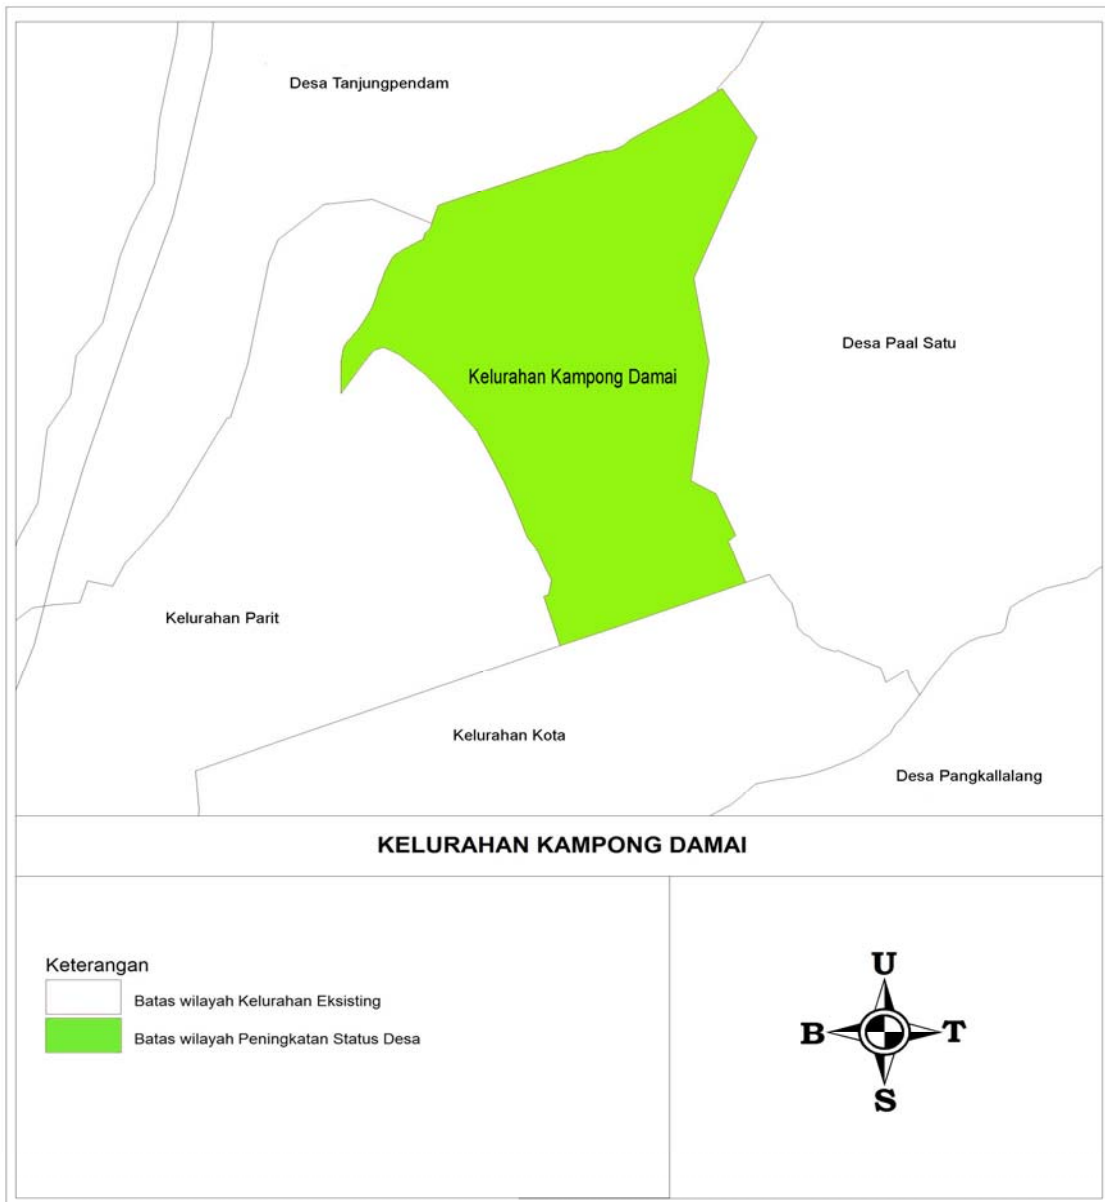 Desa Tanjungpendam
Desa Paal Satu
Kelurahan Kampong Damai
Kelurahan Parit
Kelurahan Kota
Desa Pangkallalang
KELURAHAN KAMPONG DAMAI
Keterangan
Batas wilayah Kelurahan Eksisting
Batas wilayah Peningkatan Status Desa
U
B T
S